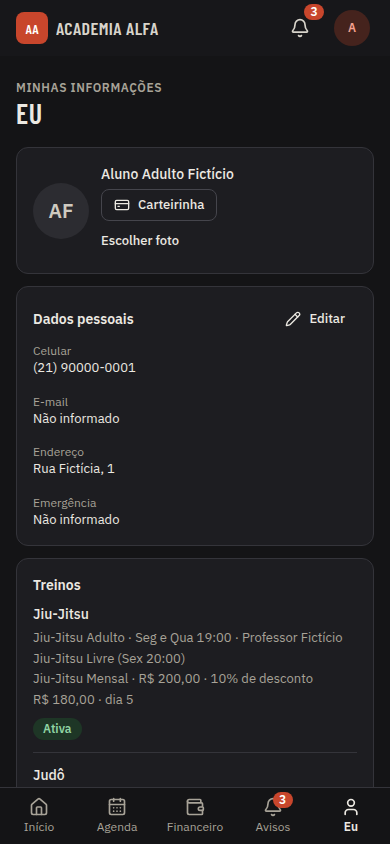 AA ACADEMIA ALFA 3 A
MINHAS INFORMAÇÕES
EU
AF
Aluno Adulto Fictício
Carteirinha
Escolher foto
Dados pessoais Editar
Celular
(21) 90000-0001
E-mail
Não informado
Endereço
Rua Fictícia, 1
Emergência
Não informado
Treinos
Jiu-Jitsu
Jiu-Jitsu Adulto · Seg e Qua 19:00 · Professor Fictício
Jiu-Jitsu Livre (Sex 20:00)
Jiu-Jitsu Mensal · R$ 200,00 · 10% de desconto
R$ 180,00 · dia 5
Ativa
Judô
3
Início Agenda Financeiro Avisos Eu